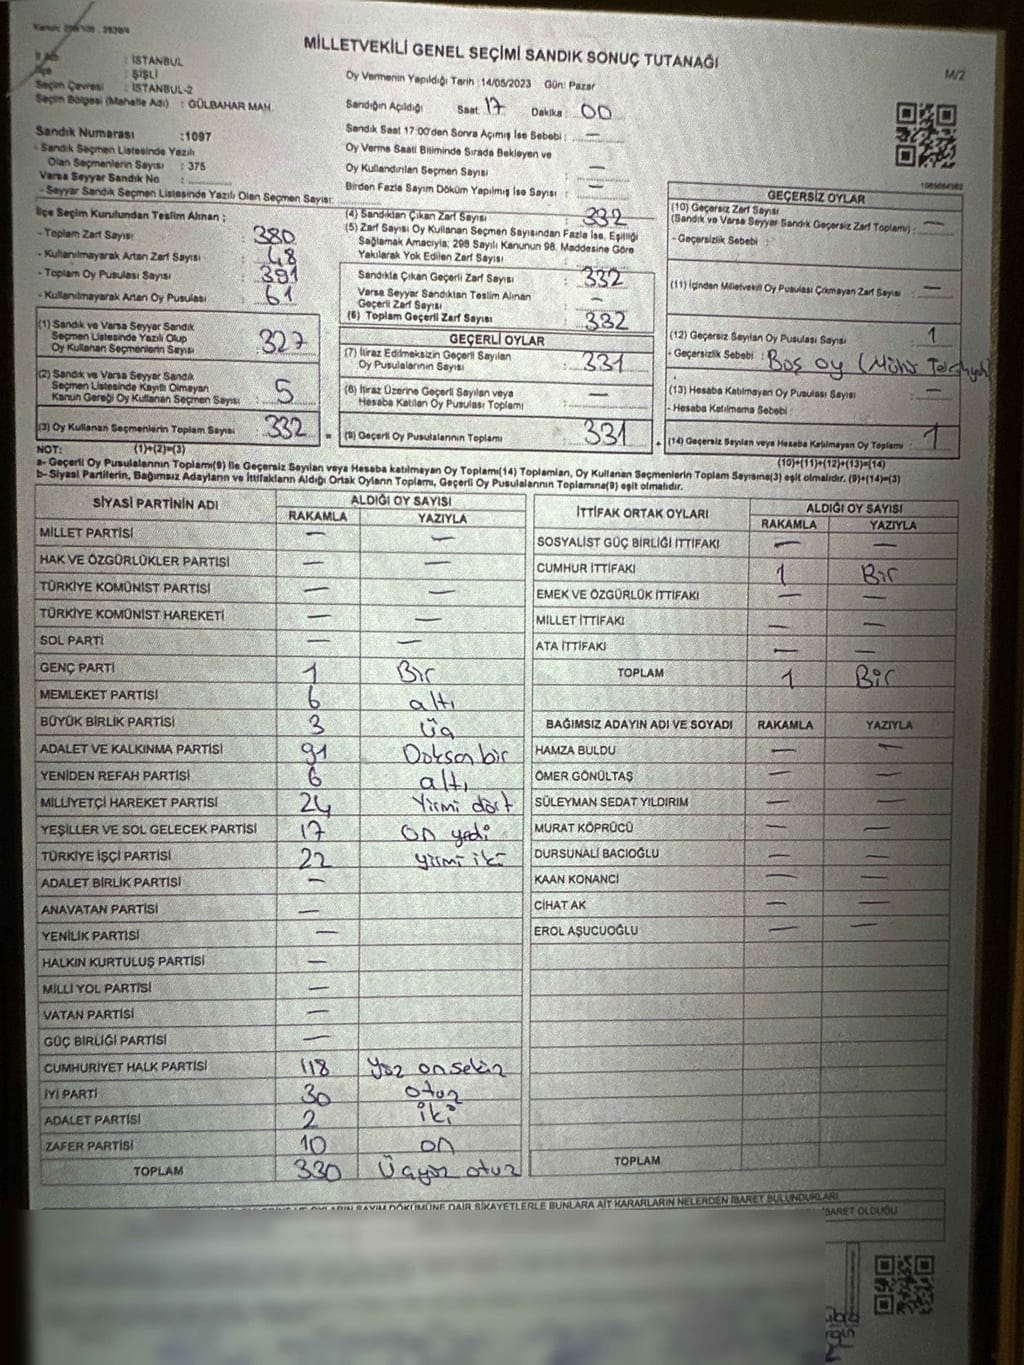 MİLLETVEKİLİ GENEL SEÇİMİ SANDIK SONUÇ TUTANAĞI
M/2
: İSTANBUL
: ŞİŞLİ
Seçim Çevresi : İSTANBUL-2
Seçim Bölgesi (Mahalle Adı) : GÜLBAHAR MAH.
Oy Vermenin Yapıldığı Tarih :14/05/2023 Gün: Pazar
Sandığın Açıldığı Saat 17 Dakika : 00
Sandık Saat 17:00'den Sonra Açımış İse Sebebi : —
Oy Verme Saati Bitiminde Sırada Bekleyen ve
Oy Kullandırılan Seçmen Sayısı : —
Birden Fazla Sayım Döküm Yapılmış İse Sayısı : —
Sandık Numarası :1097
- Sandık Seçmen Listesinde Yazılı
Olan Seçmenlerin Sayısı : 375
Varsa Seyyar Sandık No :
- Seyyar Sandık Seçmen Listesinde Yazılı Olan Seçmen Sayısı:
İlçe Seçim Kurulundan Teslim Alınan ;
- Toplam Zarf Sayısı : 380
- Kullanılmayarak Artan Zarf Sayısı : 48
- Toplam Oy Pusulası Sayısı : 391
- Kullanılmayarak Artan Oy Pusulası : 61
(1) Sandık ve Varsa Seyyar Sandık
Seçmen Listesinde Yazılı Olup
Oy Kullanan Seçmenlerin Sayısı : 327
(2) Sandık ve Varsa Seyyar Sandık
Seçmen Listesinde Kayıtlı Olmayan
Kanun Gereği Oy Kullanan Seçmen Sayısı : 5
(3) Oy Kullanan Seçmenlerin Toplam Sayısı : 332
(4) Sandıktan Çıkan Zarf Sayısı : 332
(5) Zarf Sayısı Oy Kullanan Seçmen Sayısından Fazla İse, Eşitliği
Sağlamak Amacıyla; 298 Sayılı Kanunun 98. Maddesine Göre
Yakılarak Yok Edilen Zarf Sayısı :
Sandıkla Çıkan Geçerli Zarf Sayısı : 332
Varsa Seyyar Sandıktan Teslim Alınan
Geçerli Zarf Sayısı : —
(6) Toplam Geçerli Zarf Sayısı : 332
GEÇERLİ OYLAR
(7) İtiraz Edilmeksizin Geçerli Sayılan
Oy Pusulalarının Sayısı : 331
(8) İtiraz Üzerine Geçerli Sayılan veya
Hesaba Katılan Oy Pusulası Toplamı : —
(9) Geçerli Oy Pusulalarının Toplamı : 331
GEÇERSİZ OYLAR
(10) Geçersiz Zarf Sayısı
(Sandık ve Varsa Seyyar Sandık Geçersiz Zarf Toplamı) : —
- Geçersizlik Sebebi :
(11) İçinden Milletvekili Oy Pusulası Çıkmayan Zarf Sayısı : —
(12) Geçersiz Sayılan Oy Pusulası Sayısı : 1
- Geçersizlik Sebebi : Boş oy (Mühür
(13) Hesaba Katılmayan Oy Pusulası Sayısı : —
- Hesaba Katılmama Sebebi :
(14) Geçersiz Sayılan veya Hesaba Katılmayan Oy Toplamı : 1
NOT: (1)+(2)=(3) (10)+(11)+(12)+(13)=(14)
a- Geçerli Oy Pusulalarının Toplamı(9) İle Geçersiz Sayılan veya Hesaba katılmayan Oy Toplamı(14) Toplamları, Oy Kullanan Seçmenlerin Toplam Sayısına(3) eşit olmalıdır. (9)+(14)=(3)
b- Siyasi Partilerin, Bağımsız Adayların ve İttifakların Aldığı Ortak Oyların Toplamı, Geçerli Oy Pusulalarının Toplamına(9) eşit olmalıdır.
SİYASİ PARTİNİN ADI ALDIĞI OY SAYISI
RAKAMLA YAZIYLA
MİLLET PARTİSİ — —
HAK VE ÖZGÜRLÜKLER PARTİSİ — —
TÜRKİYE KOMÜNİST PARTİSİ — —
TÜRKİYE KOMÜNİST HAREKETİ — —
SOL PARTİ — —
GENÇ PARTİ 1 Bir
MEMLEKET PARTİSİ 6 altı
BÜYÜK BİRLİK PARTİSİ 3 Üç
ADALET VE KALKINMA PARTİSİ 91 Doksan bir
YENİDEN REFAH PARTİSİ 6 altı
MİLLİYETÇİ HAREKET PARTİSİ 24 Yirmi dört
YEŞİLLER VE SOL GELECEK PARTİSİ 17 on yedi
TÜRKİYE İŞÇİ PARTİSİ 22 yirmi iki
ADALET BİRLİK PARTİSİ —
ANAVATAN PARTİSİ —
YENİLİK PARTİSİ —
HALKIN KURTULUŞ PARTİSİ —
MİLLİ YOL PARTİSİ —
VATAN PARTİSİ —
GÜÇ BİRLİĞİ PARTİSİ —
CUMHURİYET HALK PARTİSİ 118 Yüz onsekiz
İYİ PARTİ 30 otuz
ADALET PARTİSİ 2 iki
ZAFER PARTİSİ 10 on
TOPLAM 330 Üçyüz otuz
İTTİFAK ORTAK OYLARI ALDIĞI OY SAYISI
RAKAMLA YAZIYLA
SOSYALİST GÜÇ BİRLİĞİ İTTİFAKI — —
CUMHUR İTTİFAKI 1 Bir
EMEK VE ÖZGÜRLÜK İTTİFAKI — —
MİLLET İTTİFAKI — —
ATA İTTİFAKI — —
TOPLAM 1 Bir
BAĞIMSIZ ADAYIN ADI VE SOYADI RAKAMLA YAZIYLA
HAMZA BULDU — —
ÖMER GÖNÜLTAŞ — —
SÜLEYMAN SEDAT YILDIRIM — —
MURAT KÖPRÜCÜ — —
DURSUNALİ BACIOĞLU — —
KAAN KONANCİ — —
CİHAT AK — —
EROL AŞUCUOĞLU — —
TOPLAM
DÖKÜMÜNE DAİR ŞİKAYETLERLE BUNLARA AİT KARARLARIN NELERDEN İBARET BULUNDUKLARI
İBARET OLDUĞU